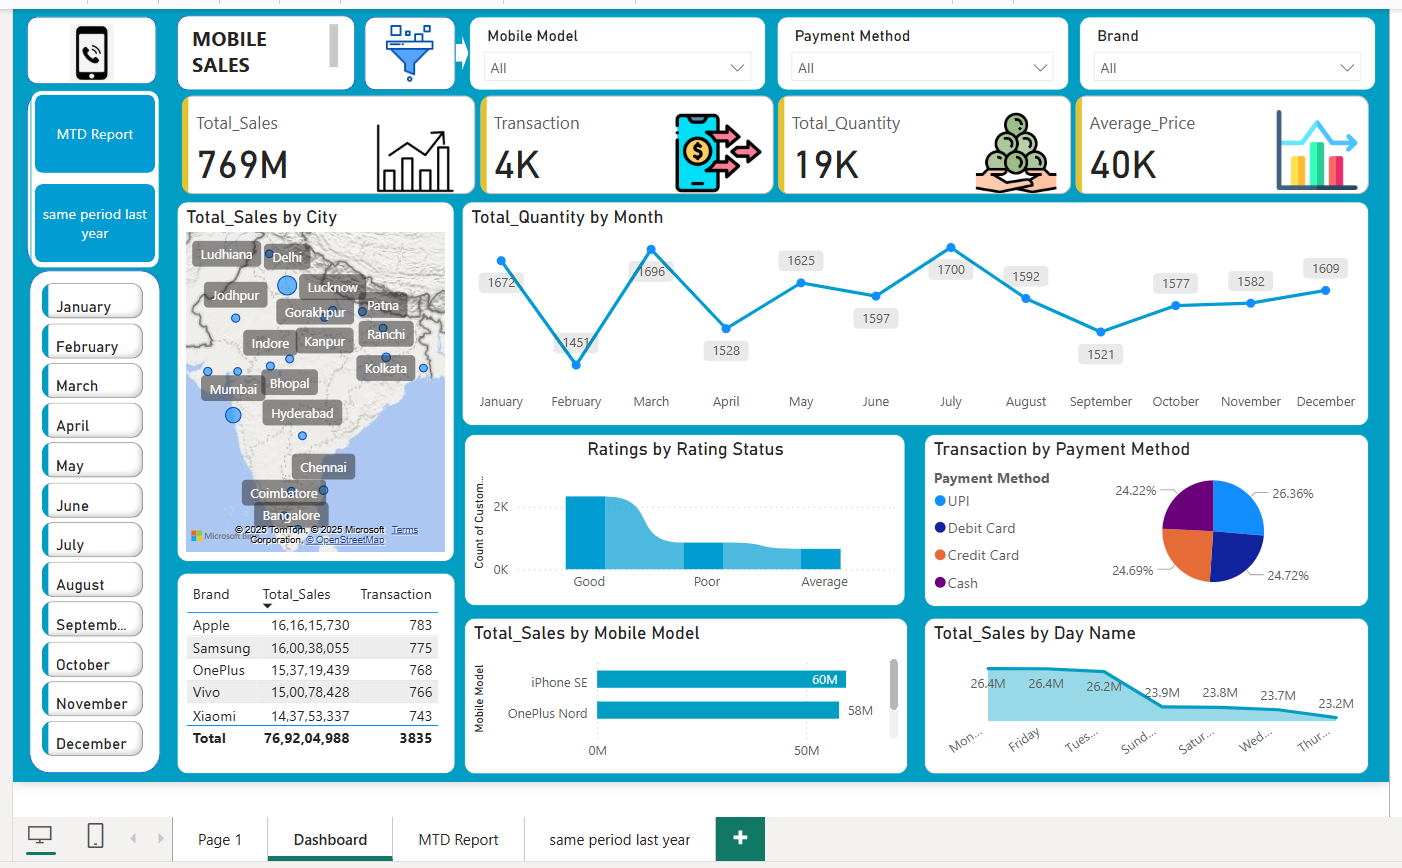 MOBILE
SALES
Mobile Model
All
Payment Method
All
Brand
All
MTD Report
same period last
year
Total_Sales
769M
Transaction
4K
Total_Quantity
19K
Average_Price
40K
January
February
March
April
May
June
July
August
Septemb...
October
November
December
Total_Sales by City
Ludhiana
Delhi
Lucknow
Jodhpur
Gorakhpur
Patna
Indore
Kanpur
Ranchi
Kolkata
Mumbai
Bhopal
Hyderabad
Chennai
Coimbatore
Bangalore
© 2025 TomTom, © 2025 Microsoft Terms
Microsoft Bing
Corporation, © OpenStreetMap
Total_Quantity by Month
1672
1451
1696
1528
1625
1597
1700
1592
1521
1577
1582
1609
January February March April May June July August September October November December
Ratings by Rating Status
Count of Custom...
2K
0K
Good Poor Average
Transaction by Payment Method
Payment Method
UPI
Debit Card
Credit Card
Cash
24.22%
26.36%
24.69%
24.72%
Brand Total_Sales Transaction
Apple 16,16,15,730 783
Samsung 16,00,38,055 775
OnePlus 15,37,19,439 768
Vivo 15,00,78,428 766
Xiaomi 14,37,53,337 743
Total 76,92,04,988 3835
Total_Sales by Mobile Model
Mobile Model
iPhone SE 60M
OnePlus Nord 58M
0M 50M
Total_Sales by Day Name
26.4M 26.4M 26.2M 23.9M 23.8M 23.7M 23.2M
Mon... Friday Tues... Sund... Satur... Wed... Thur...
Page 1 Dashboard MTD Report same period last year +